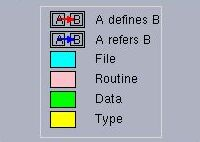 A B A defines B
A B A refers B
File
Routine
Data
Type